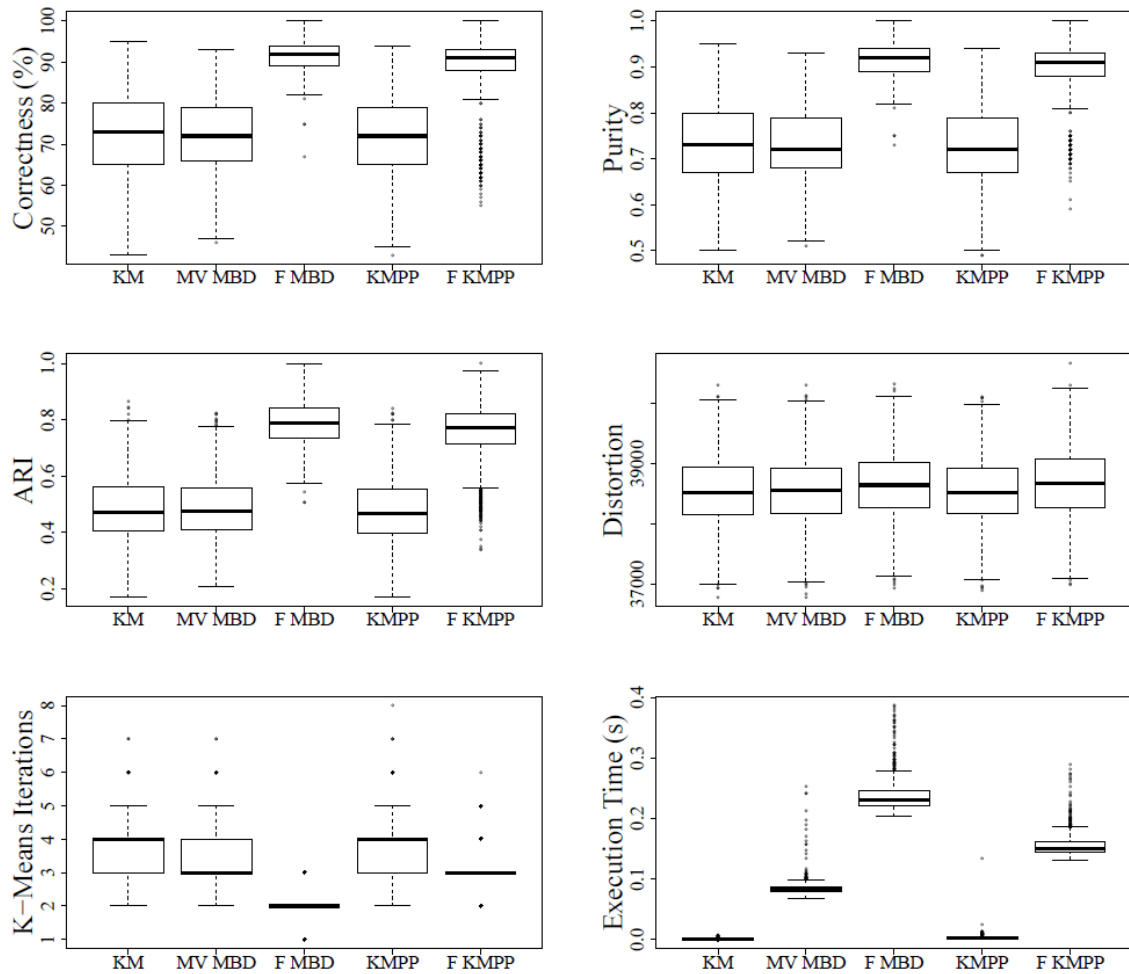 Correctness (%)
100
90
80
70
60
50
KM MV MBD F MBD KMPP F KMPP
Purity
1.0
0.9
0.8
0.7
0.6
0.5
KM MV MBD F MBD KMPP F KMPP
ARI
1.0
0.8
0.6
0.4
0.2
KM MV MBD F MBD KMPP F KMPP
Distortion
39000
37000
KM MV MBD F MBD KMPP F KMPP
K-Means Iterations
8
7
6
5
4
3
2
1
KM MV MBD F MBD KMPP F KMPP
Execution Time (s)
0.4
0.3
0.2
0.1
0.0
KM MV MBD F MBD KMPP F KMPP